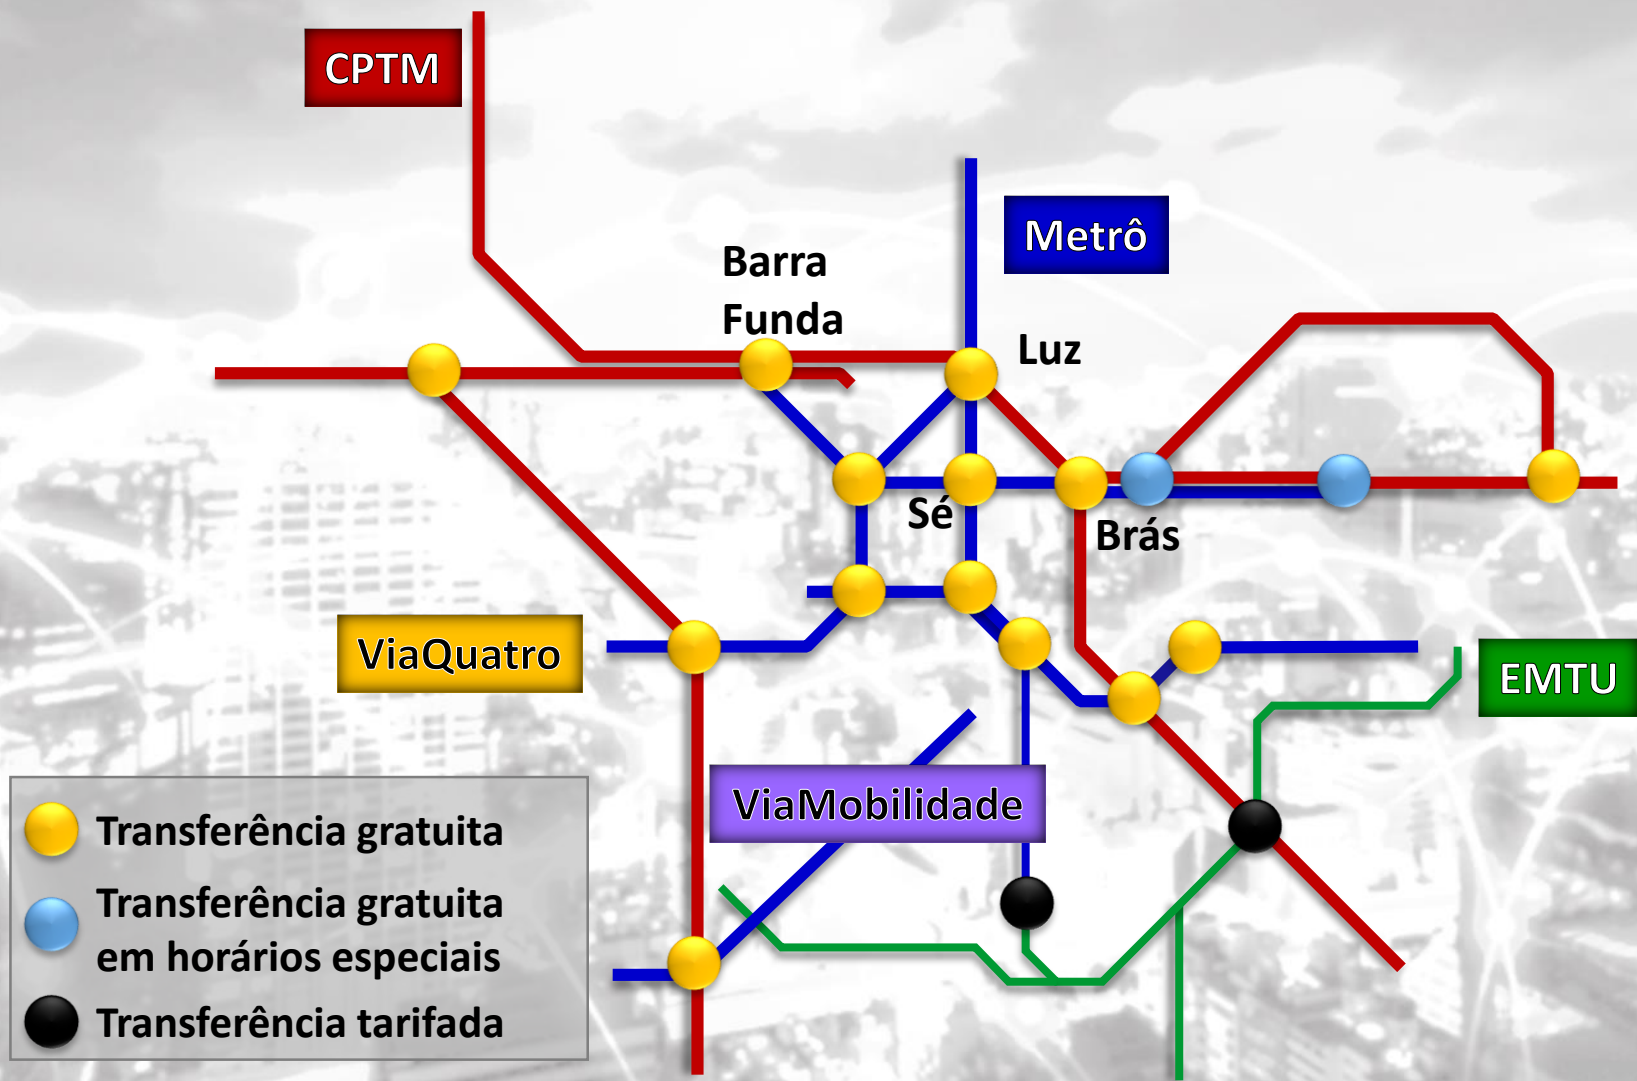 CPTM
Metrô
Barra
Funda
Luz
Sé
Brás
ViaQuatro
EMTU
ViaMobilidade
Transferência gratuita
Transferência gratuita
em horários especiais
Transferência tarifada